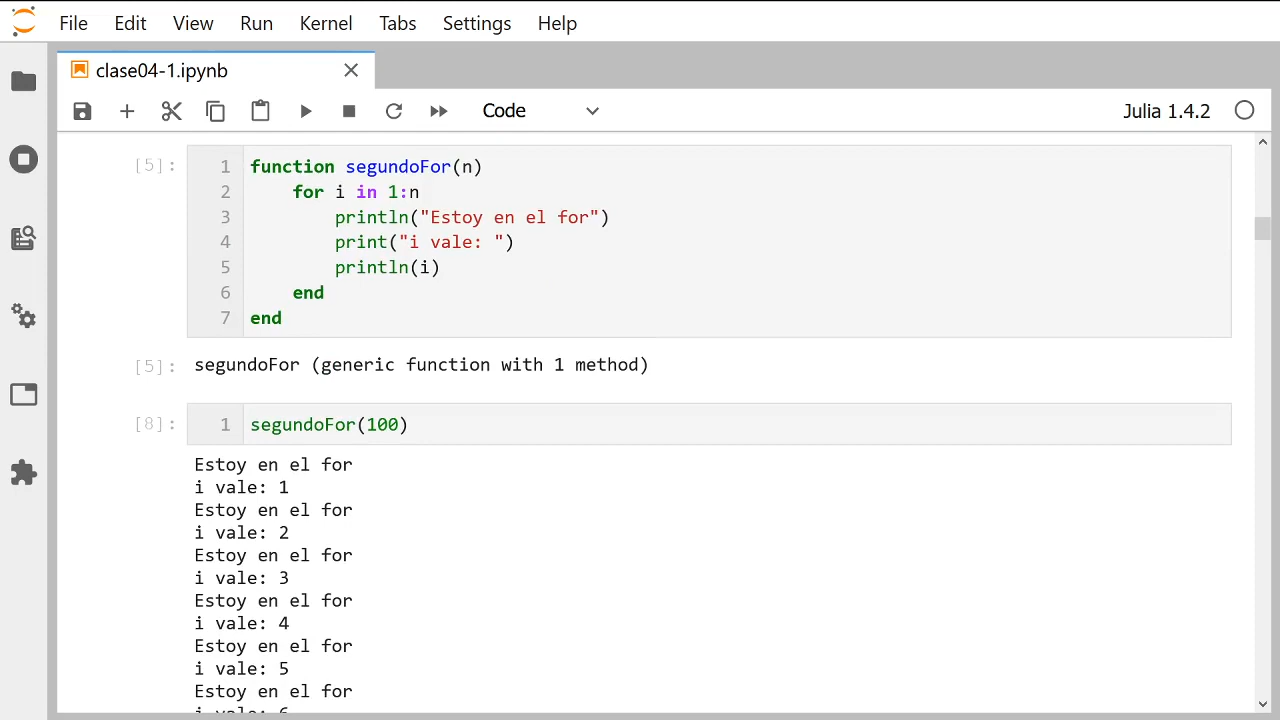 File Edit View Run Kernel Tabs Settings Help
clase04-1.ipynb
Code
Julia 1.4.2
[5]:
1 function segundoFor(n)
2     for i in 1:n
3         println("Estoy en el for")
4         print("i vale: ")
5         println(i)
6     end
7 end
[5]: segundoFor (generic function with 1 method)
[8]: 1 segundoFor(100)
Estoy en el for
i vale: 1
Estoy en el for
i vale: 2
Estoy en el for
i vale: 3
Estoy en el for
i vale: 4
Estoy en el for
i vale: 5
Estoy en el for
i vale: 6